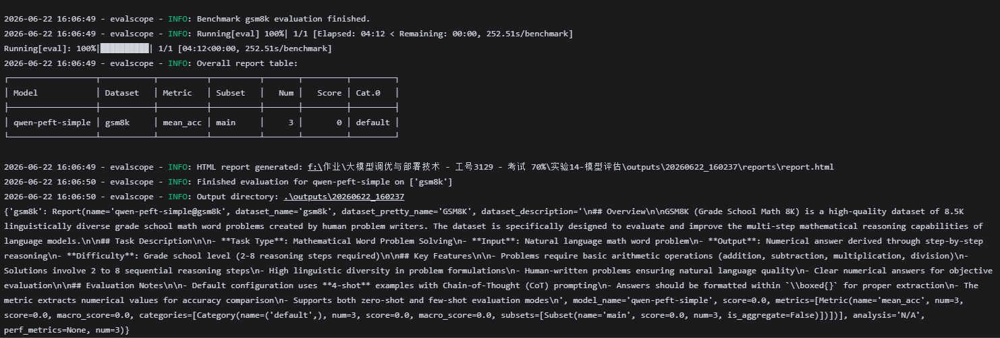 2026-06-22 16:06:49 - evalscope - INFO: Benchmark gsm8k evaluation finished.
2026-06-22 16:06:49 - evalscope - INFO: Running[eval] 100%| 1/1 [Elapsed: 04:12 < Remaining: 00:00, 252.51s/benchmark]
Running[eval]: 100%|██████████| 1/1 [04:12<00:00, 252.51s/benchmark]
2026-06-22 16:06:49 - evalscope - INFO: Overall report table:
│ Model │ Dataset │ Metric │ Subset │ Num │ Score │ Cat.0 │
│ qwen-peft-simple │ gsm8k │ mean_acc │ main │ 3 │ 0 │ default │
2026-06-22 16:06:49 - evalscope - INFO: HTML report generated: f:\作业\大模型调优与部署技术 - 工号3129 - 考试 70%\实验14-模型评估\outputs\20260622_160237\reports\report.html
2026-06-22 16:06:50 - evalscope - INFO: Finished evaluation for qwen-peft-simple on ['gsm8k']
2026-06-22 16:06:50 - evalscope - INFO: Output directory: .\outputs\20260622_160237
{'gsm8k': Report(name='qwen-peft-simple@gsm8k', dataset_name='gsm8k', dataset_pretty_name='GSM8K', dataset_description='\n## Overview\n\nGSM8K (Grade School Math 8K) is a high-quality dataset of 8.5K
linguistically diverse grade school math word problems created by human problem writers. The dataset is specifically designed to evaluate and improve the multi-step mathematical reasoning capabilities of
language models.\n\n## Task Description\n\n- **Task Type**: Mathematical Word Problem Solving\n- **Input**: Natural language math word problem\n- **Output**: Numerical answer derived through step-by-step
reasoning\n- **Difficulty**: Grade school level (2-8 reasoning steps required)\n\n## Key Features\n\n- Problems require basic arithmetic operations (addition, subtraction, multiplication, division)\n-
Solutions involve 2 to 8 sequential reasoning steps\n- High linguistic diversity in problem formulations\n- Human-written problems ensuring natural language quality\n- Clear numerical answers for objective
evaluation\n\n## Evaluation Notes\n\n- Default configuration uses **4-shot** examples with Chain-of-Thought (CoT) prompting\n- Answers should be formatted within `\\boxed{}` for proper extraction\n- The
metric extracts numerical values for accuracy comparison\n- Supports both zero-shot and few-shot evaluation modes\n', model_name='qwen-peft-simple', score=0.0, metrics=[Metric(name='mean_acc', num=3,
score=0.0, macro_score=0.0, categories=[Category(name=('default',), num=3, score=0.0, macro_score=0.0, subsets=[Subset(name='main', score=0.0, num=3, is_aggregate=False)])])], analysis='N/A',
perf_metrics=None, num=3)}